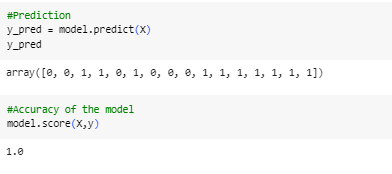 #Prediction
y_pred = model.predict(X)
y_pred
array([0, 0, 1, 1, 0, 1, 0, 0, 0, 1, 1, 1, 1, 1, 1, 1])
#Accuracy of the model
model.score(X,y)
1.0